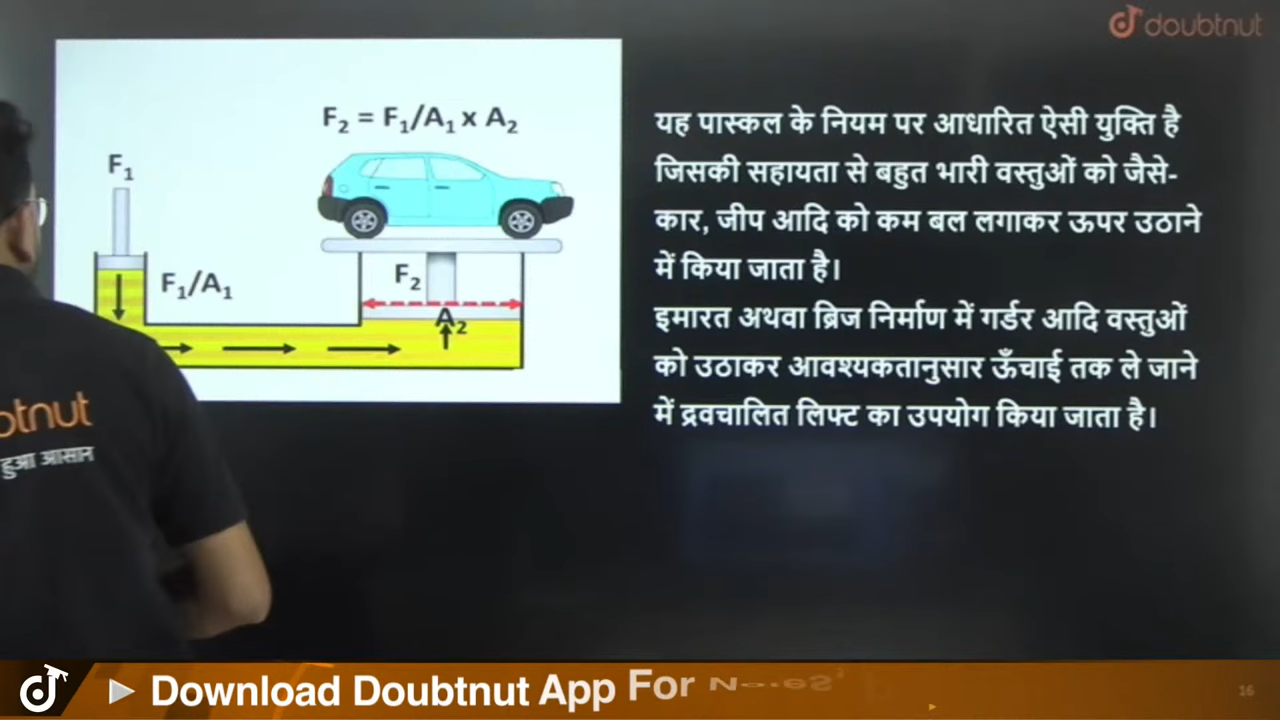 doubtnut
F₂ = F₁/A₁ x A₂
F₁
F₁/A₁
F₂
A₂
यह पास्कल के नियम पर आधारित ऐसी युक्ति है
जिसकी सहायता से बहुत भारी वस्तुओं को जैसे-
कार, जीप आदि को कम बल लगाकर ऊपर उठाने
में किया जाता है।
इमारत अथवा ब्रिज निर्माण में गर्डर आदि वस्तुओं
को उठाकर आवश्यकतानुसार ऊँचाई तक ले जाने
में द्रवचालित लिफ्ट का उपयोग किया जाता है।
btnut
हुआ आसान
Download Doubtnut App For
16